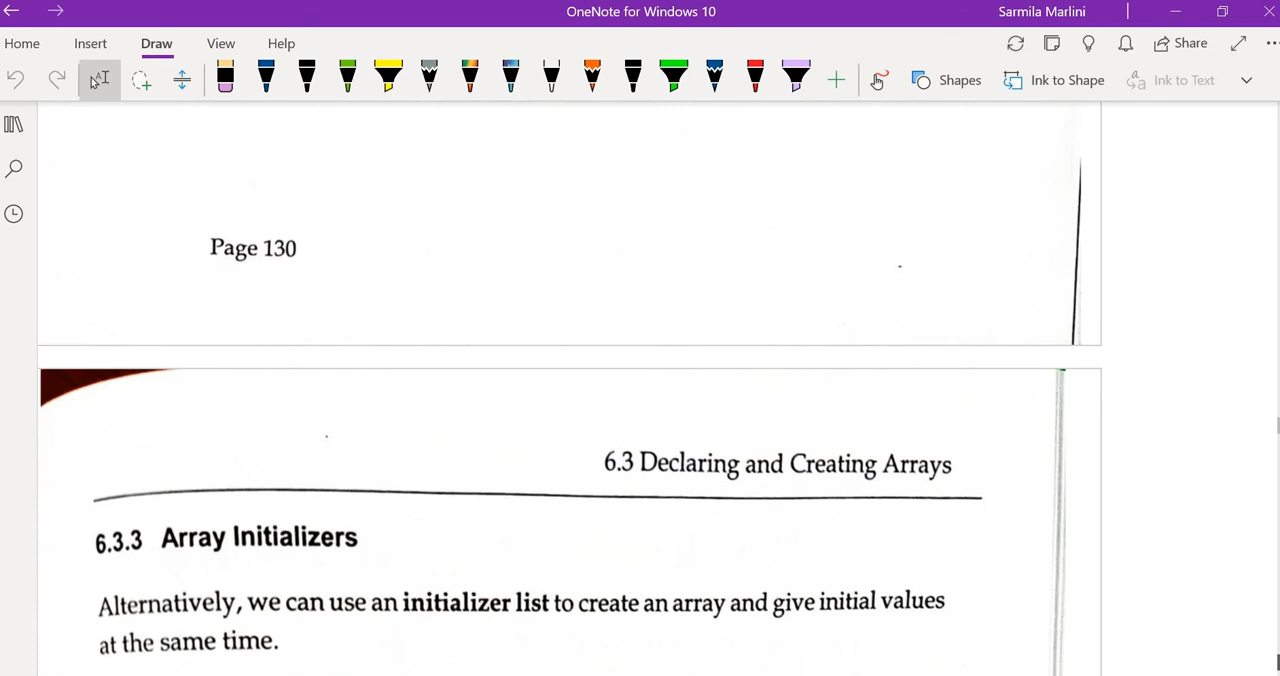 OneNote for Windows 10
Sarmila Marlini
Home Insert Draw View Help
Share
Shapes
Ink to Shape
Ink to Text
Page 130
6.3 Declaring and Creating Arrays
6.3.3 Array Initializers
Alternatively, we can use an initializer list to create an array and give initial values
at the same time.